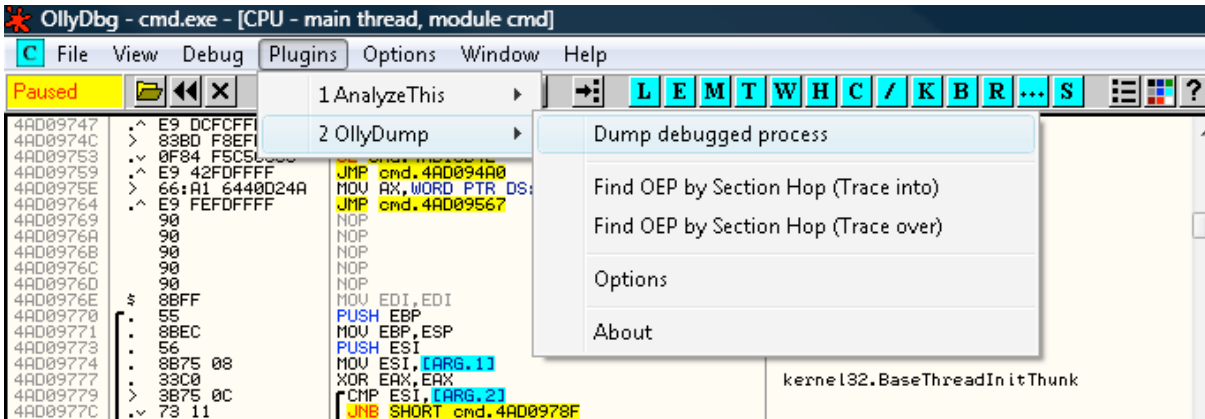 OllyDbg - cmd.exe - [CPU - main thread, module cmd]
C File View Debug Plugins Options Window Help
Paused L E M T W H C / K B R ... S ?
1 AnalyzeThis
2 OllyDump
Dump debugged process
Find OEP by Section Hop (Trace into)
Find OEP by Section Hop (Trace over)
Options
About
4AD09747 .^ E9 DCFCFF
4AD0974C > 83BD F8EF
4AD09753 .v 0F84
4AD09759 .^ E9 42FDFFFF JMP cmd.4AD094A0
4AD0975E > 66:A1 6440D24A MOV AX,WORD PTR DS:
4AD09764 .^ E9 FEFDFFFF JMP cmd.4AD09567
4AD09769 90 NOP
4AD0976A 90 NOP
4AD0976B 90 NOP
4AD0976C 90 NOP
4AD0976D 90 NOP
4AD0976E $ 8BFF MOV EDI,EDI
4AD09770 . 55 PUSH EBP
4AD09771 . 8BEC MOV EBP,ESP
4AD09773 . 56 PUSH ESI
4AD09774 . 8B75 08 MOV ESI,[ARG.1]
4AD09777 . 33C0 XOR EAX,EAX kernel32.BaseThreadInitThunk
4AD09779 > 3B75 0C CMP ESI,[ARG.2]
4AD0977C .v 73 11 JNB SHORT cmd.4AD0978F